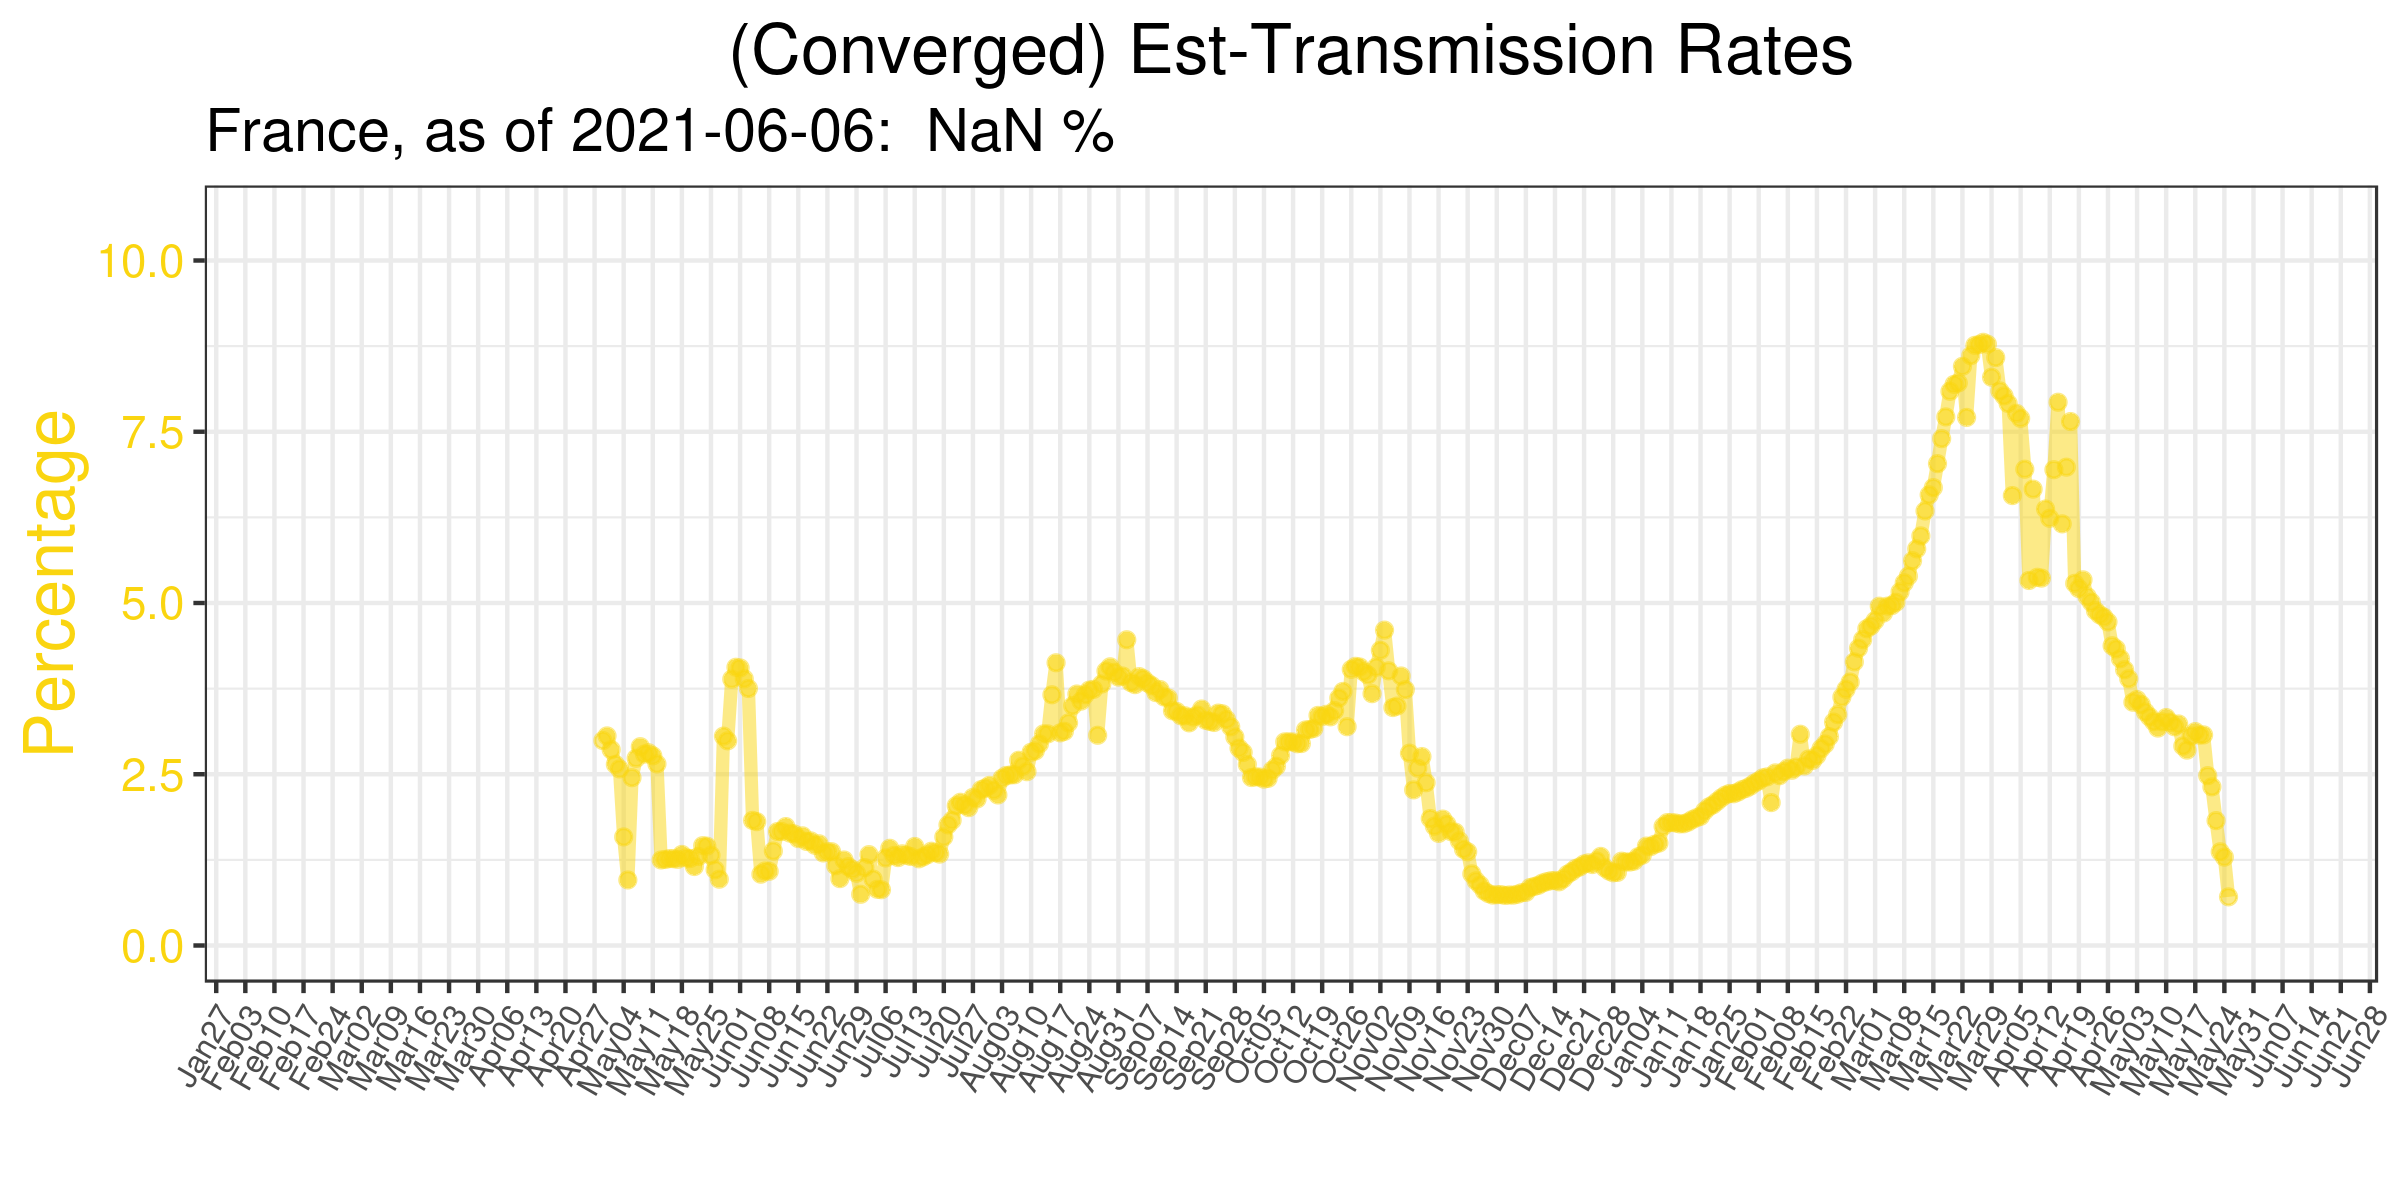 (Converged) Est-Transmission Rates
France, as of 2021-06-06:  NaN %
Percentage
10.0
7.5
5.0
2.5
0.0
Jan27
Feb03
Feb10
Feb17
Feb24
Mar02
Mar09
Mar16
Mar23
Mar30
Apr06
Apr13
Apr20
Apr27
May04
May11
May18
May25
Jun01
Jun08
Jun15
Jun22
Jun29
Jul06
Jul13
Jul20
Jul27
Aug03
Aug10
Aug17
Aug24
Aug31
Sep07
Sep14
Sep21
Sep28
Oct05
Oct12
Oct19
Oct26
Nov02
Nov09
Nov16
Nov23
Nov30
Dec07
Dec14
Dec21
Dec28
Jan04
Jan11
Jan18
Jan25
Feb01
Feb08
Feb15
Feb22
Mar01
Mar08
Mar15
Mar22
Mar29
Apr05
Apr12
Apr19
Apr26
May03
May10
May17
May24
May31
Jun07
Jun14
Jun21
Jun28